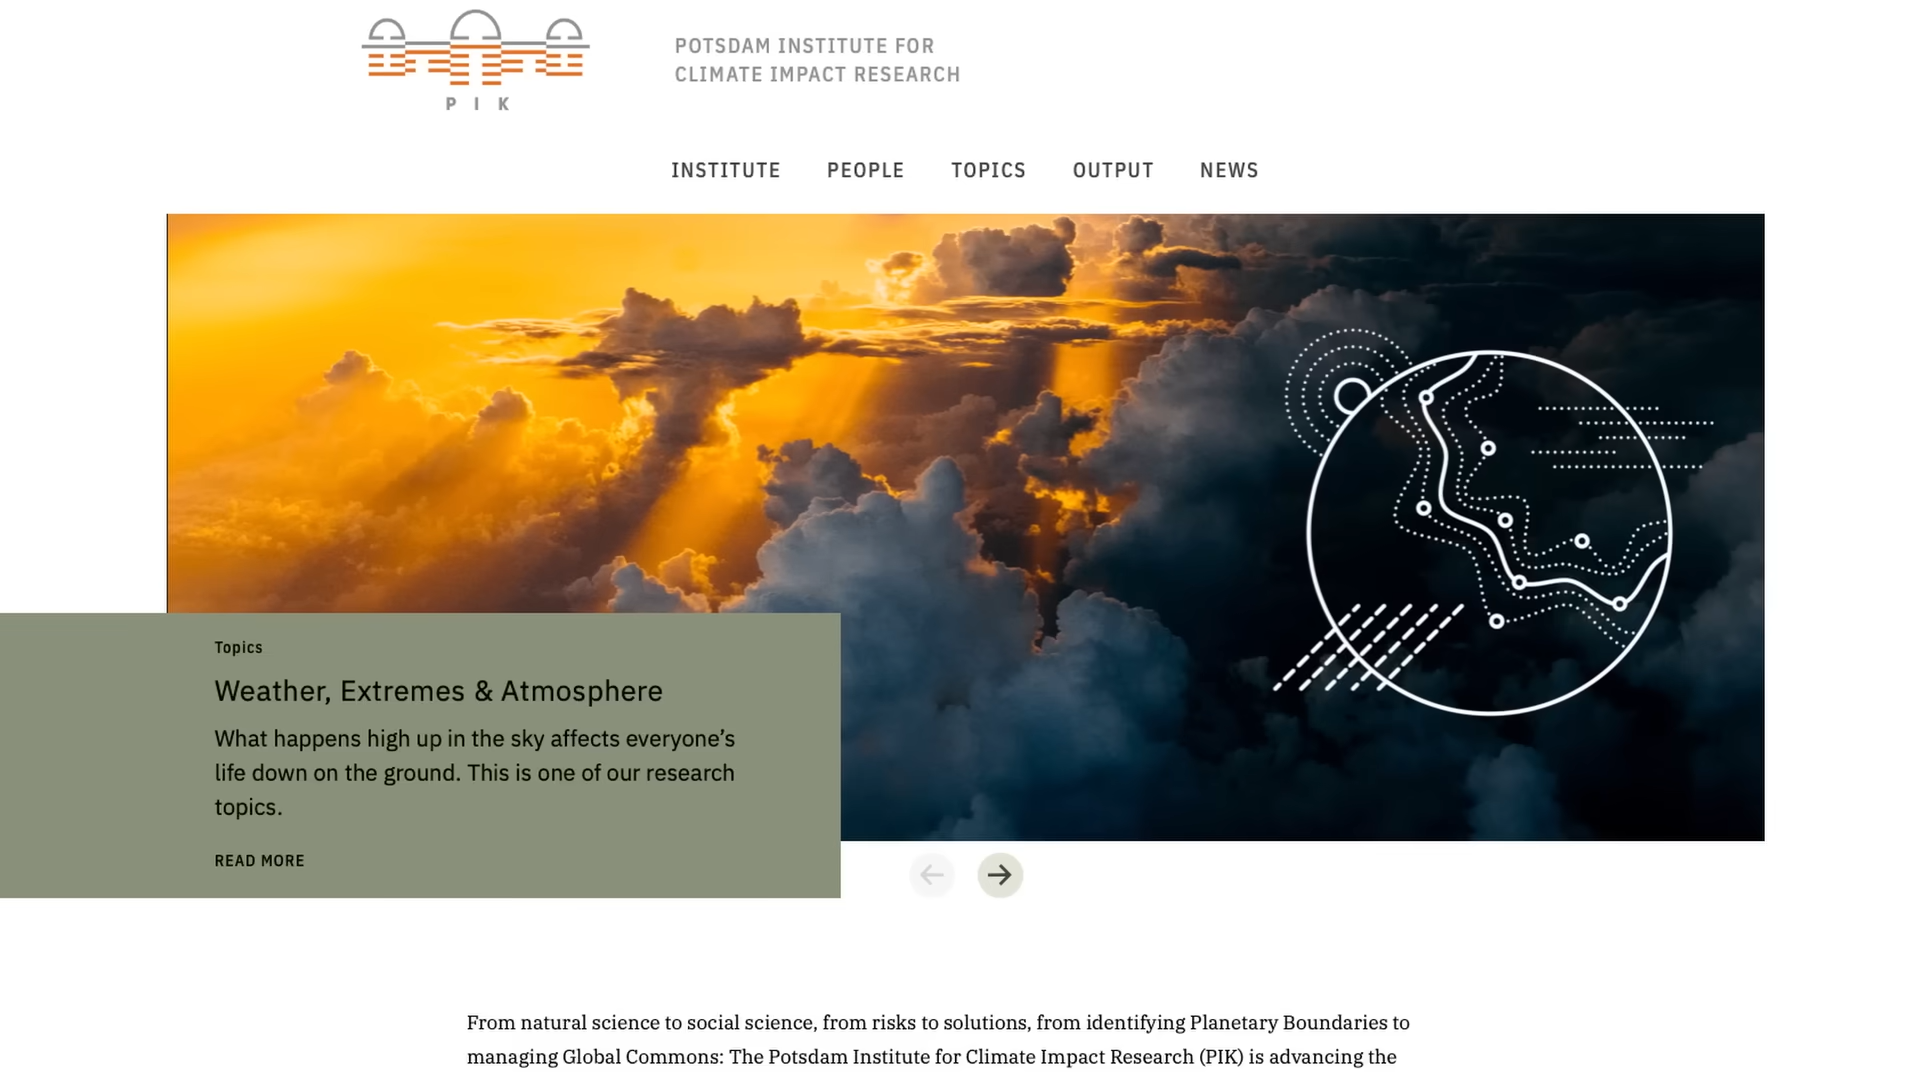 PIK
POTSDAM INSTITUTE FOR
CLIMATE IMPACT RESEARCH
INSTITUTE PEOPLE TOPICS OUTPUT NEWS
Topics
Weather, Extremes & Atmosphere
What happens high up in the sky affects everyone’s
life down on the ground. This is one of our research
topics.
READ MORE
From natural science to social science, from risks to solutions, from identifying Planetary Boundaries to
managing Global Commons: The Potsdam Institute for Climate Impact Research (PIK) is advancing the